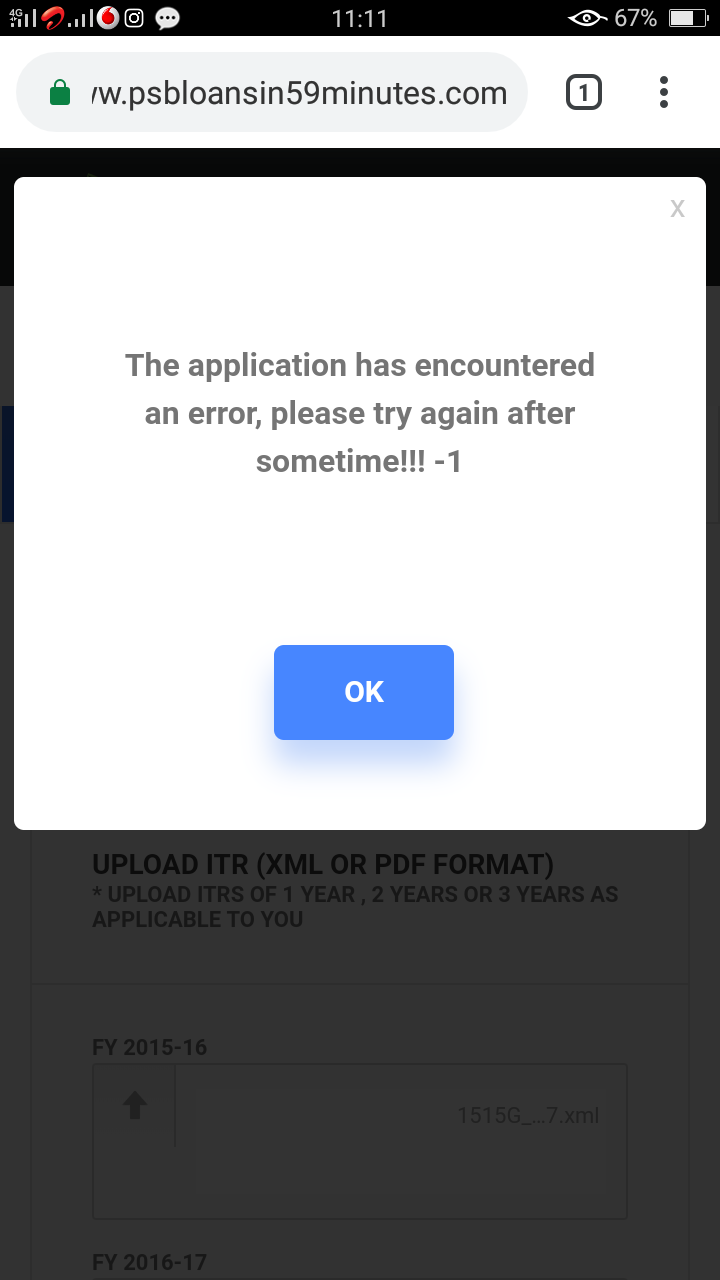 4G 11:11 67%
/w.psbloansin59minutes.com 1
X
The application has encountered
an error, please try again after
sometime!!! -1
OK
UPLOAD ITR (XML OR PDF FORMAT)
* UPLOAD ITRS OF 1 YEAR , 2 YEARS OR 3 YEARS AS
APPLICABLE TO YOU
FY 2015-16
1515G_...7.xml
FY 2016-17